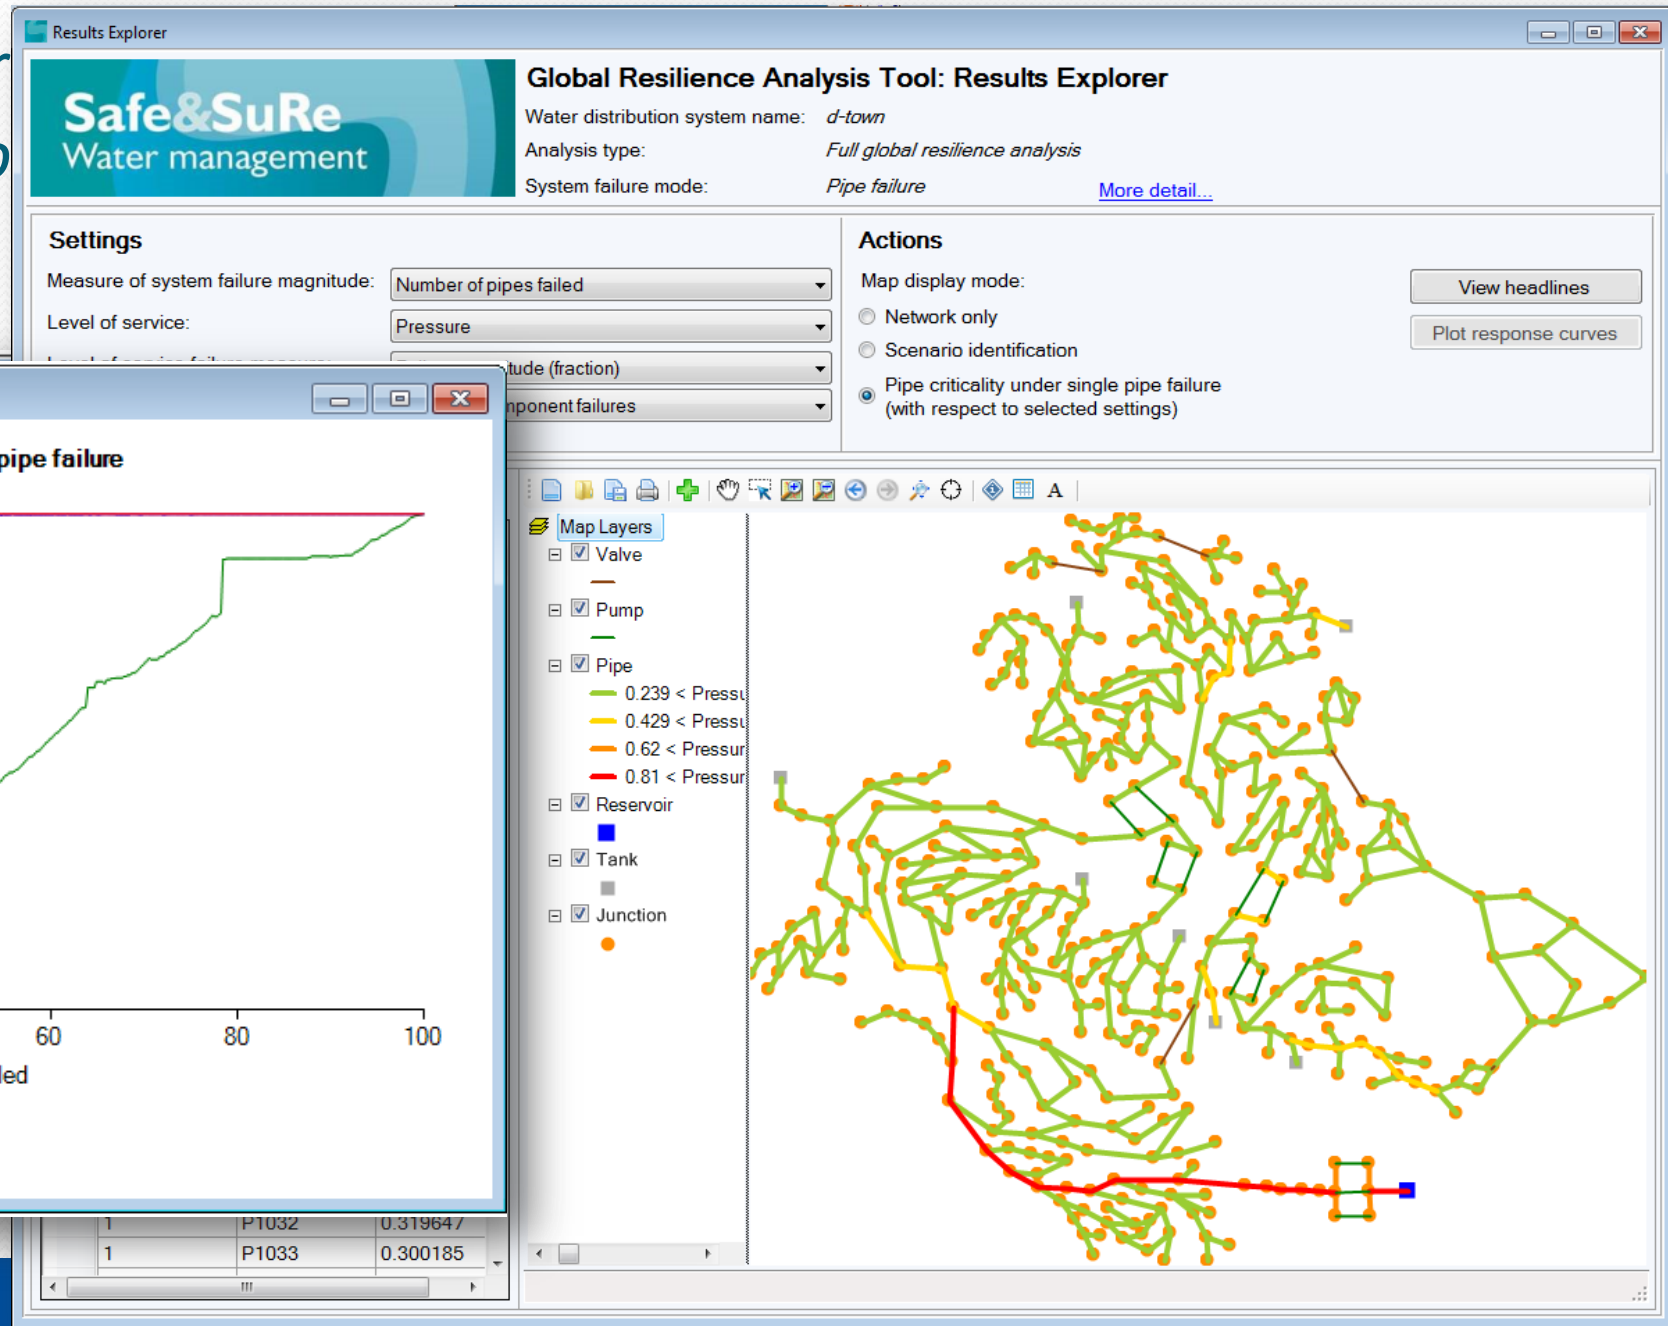 Results Explorer
Safe&SuRe
Water management
Global Resilience Analysis Tool: Results Explorer
Water distribution system name: d-town
Analysis type: Full global resilience analysis
System failure mode: Pipe failure
More detail...
Settings
Measure of system failure magnitude: Number of pipes failed
Level of service: Pressure
tude (fraction)
ponent failures
Actions
Map display mode:
Network only
Scenario identification
Pipe criticality under single pipe failure
(with respect to selected settings)
View headlines
Plot response curves
pipe failure
60 80 100
led
A
Map Layers
Valve
Pump
Pipe
0.239 < Pressu
0.429 < Pressu
0.62 < Pressur
0.81 < Pressur
Reservoir
Tank
Junction
1 P1032 0.319647
1 P1033 0.300185